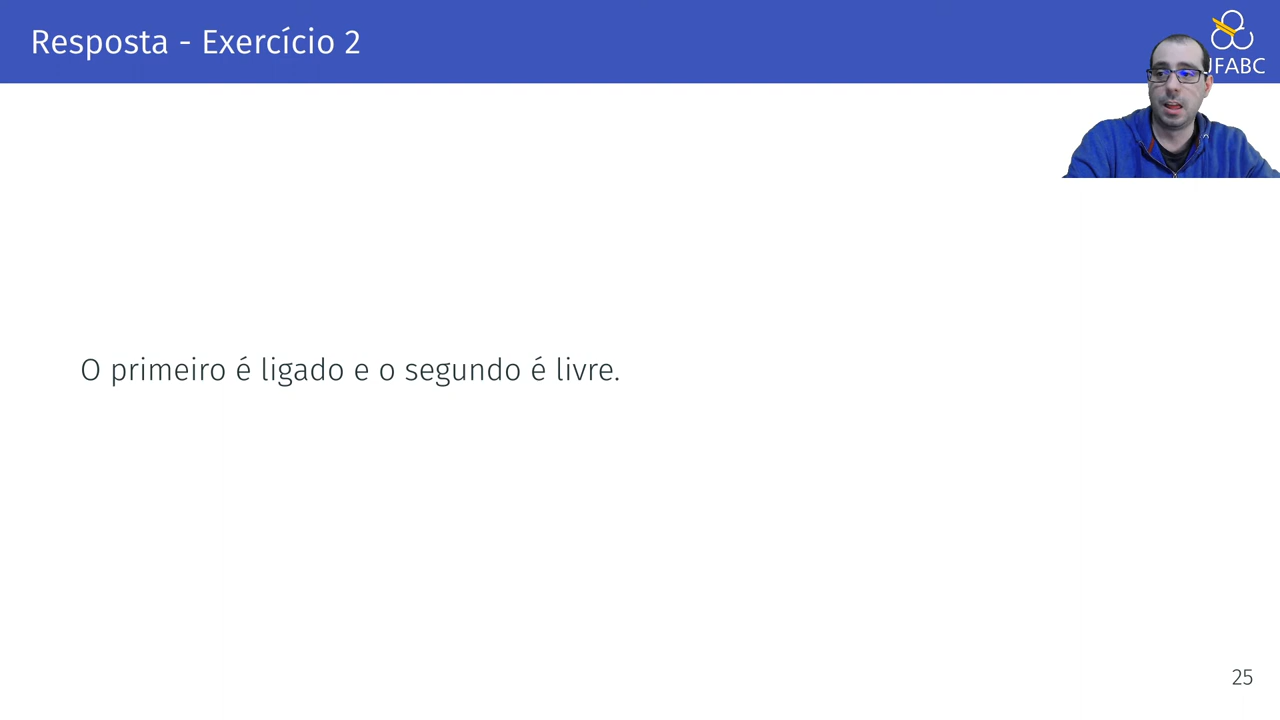 Resposta - Exercício 2
UFABC
O primeiro é ligado e o segundo é livre.
25